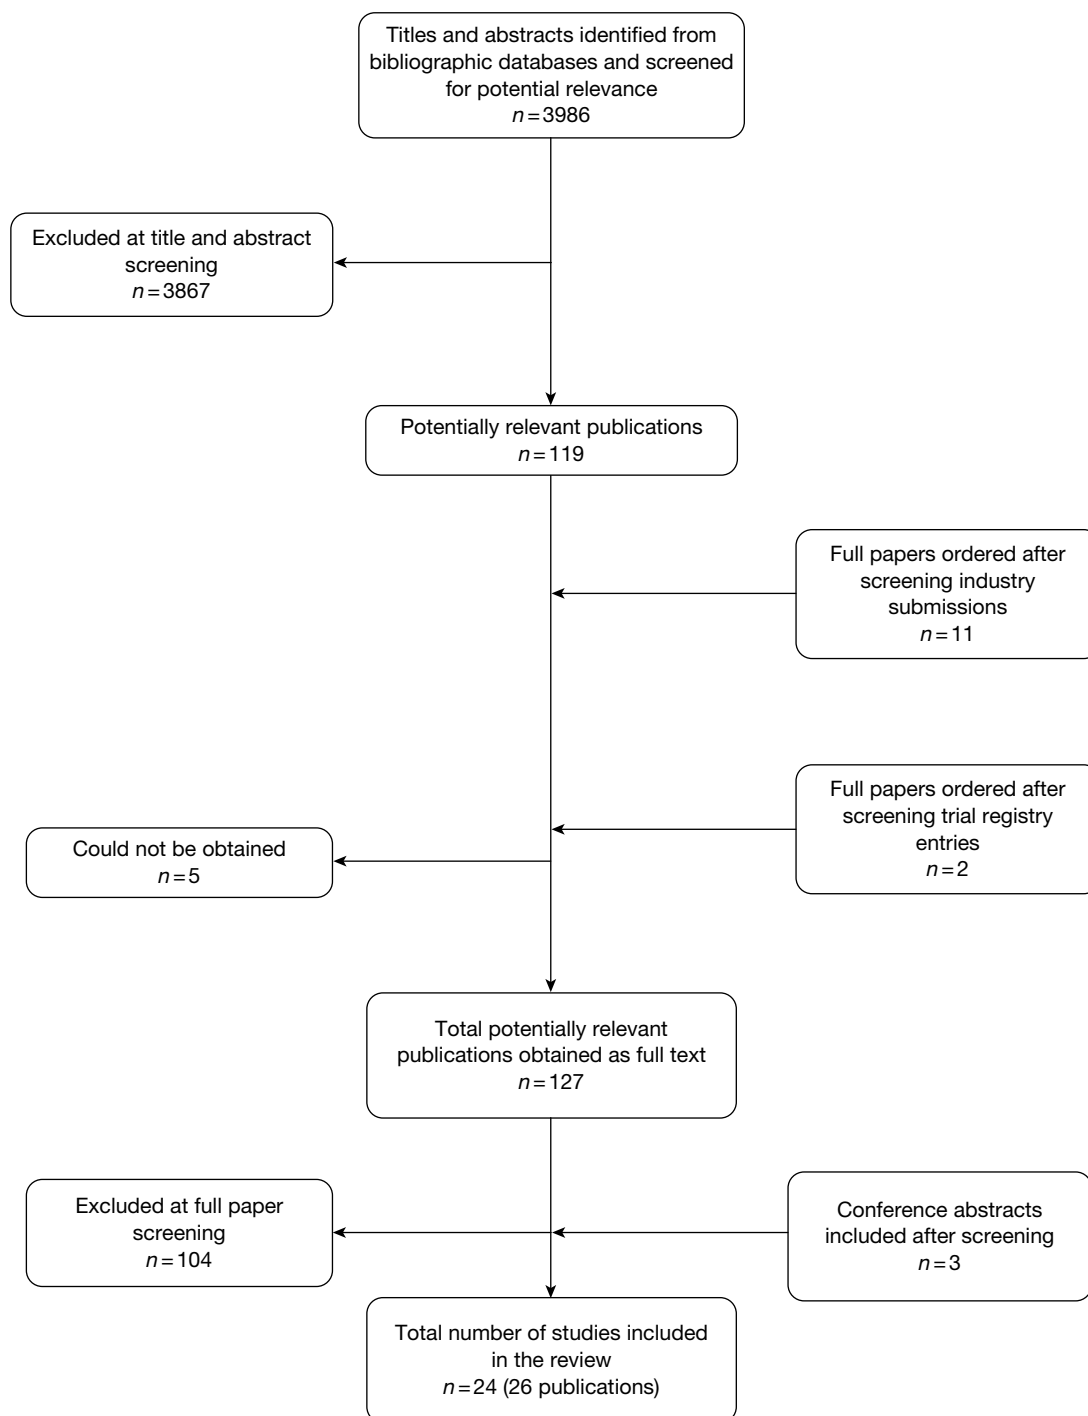 Titles and abstracts identified from
bibliographic databases and screened
for potential relevance
n=3986
Excluded at title and abstract
screening
n=3867
Potentially relevant publications
n=119
Full papers ordered after
screening industry
submissions
n=11
Full papers ordered after
screening trial registry
entries
n=2
Could not be obtained
n=5
Total potentially relevant
publications obtained as full text
n=127
Excluded at full paper
screening
n=104
Conference abstracts
included after screening
n=3
Total number of studies included
in the review
n=24 (26 publications)